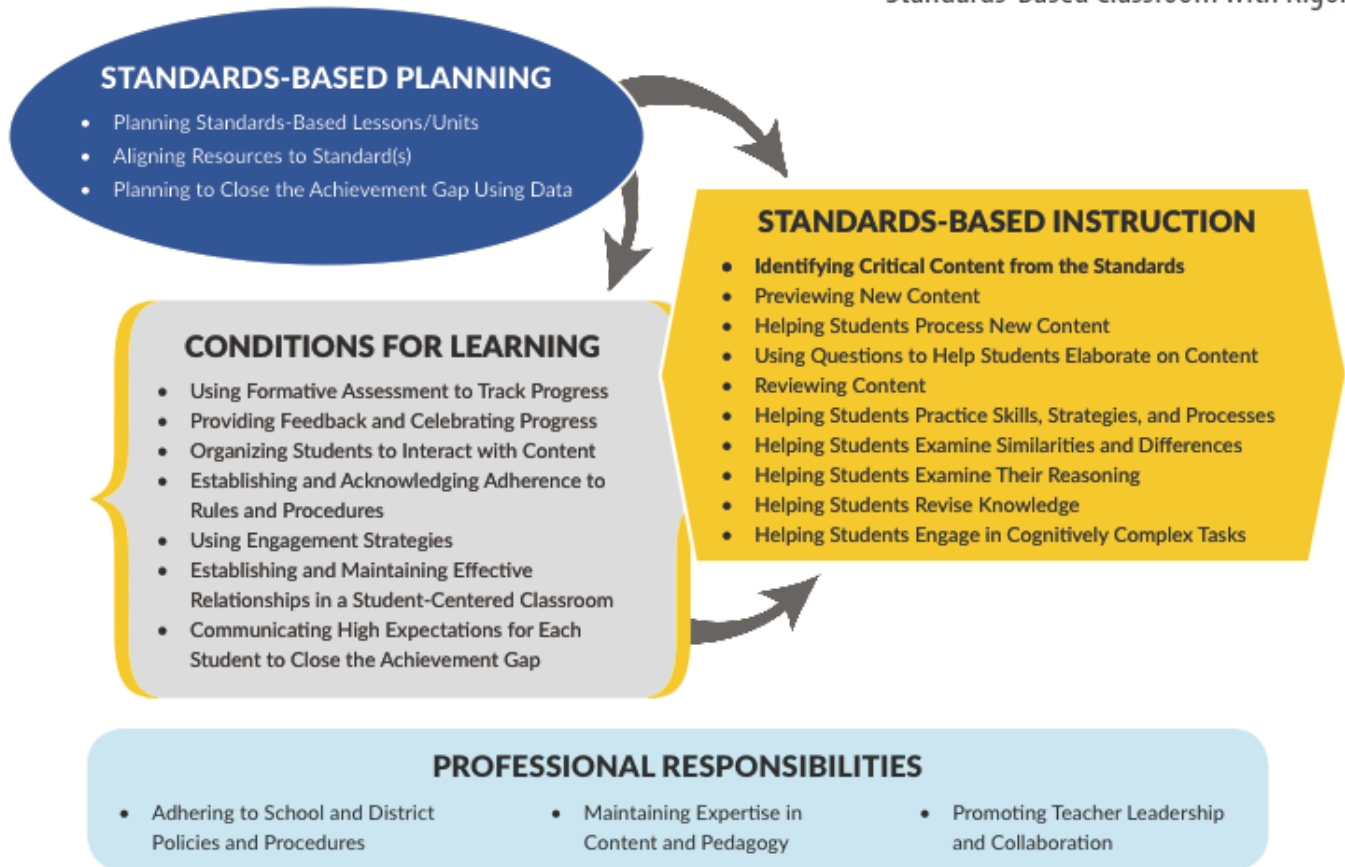 Standards-Based Classroom with Rigor
STANDARDS-BASED PLANNING
• Planning Standards-Based Lessons/Units
• Aligning Resources to Standard(s)
• Planning to Close the Achievement Gap Using Data
STANDARDS-BASED INSTRUCTION
• Identifying Critical Content from the Standards
• Previewing New Content
• Helping Students Process New Content
• Using Questions to Help Students Elaborate on Content
• Reviewing Content
• Helping Students Practice Skills, Strategies, and Processes
• Helping Students Examine Similarities and Differences
• Helping Students Examine Their Reasoning
• Helping Students Revise Knowledge
• Helping Students Engage in Cognitively Complex Tasks
CONDITIONS FOR LEARNING
• Using Formative Assessment to Track Progress
• Providing Feedback and Celebrating Progress
• Organizing Students to Interact with Content
• Establishing and Acknowledging Adherence to
Rules and Procedures
• Using Engagement Strategies
• Establishing and Maintaining Effective
Relationships in a Student-Centered Classroom
• Communicating High Expectations for Each
Student to Close the Achievement Gap
PROFESSIONAL RESPONSIBILITIES
• Adhering to School and District
Policies and Procedures
• Maintaining Expertise in
Content and Pedagogy
• Promoting Teacher Leadership
and Collaboration